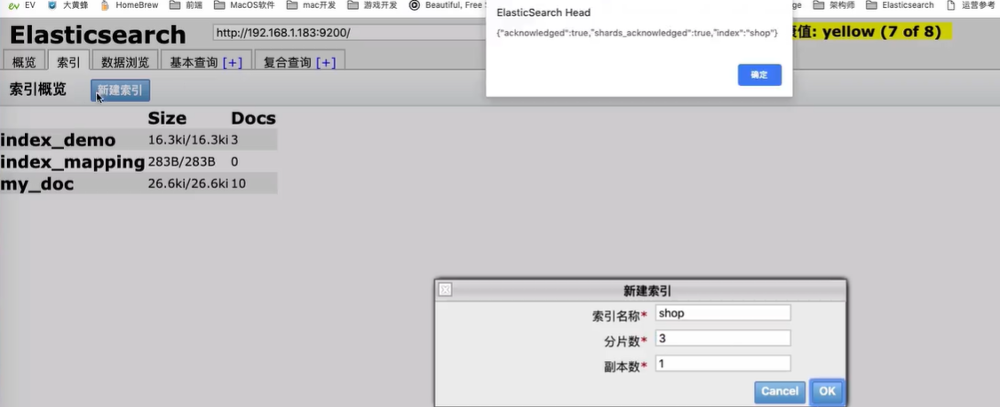 EV 大黄蜂 HomeBrew 前端 MacOS软件 mac开发 游戏开发 Beautiful, Free 架构师 Elasticsearch 运营参考
ElasticSearch Head
{"acknowledged":true,"shards_acknowledged":true,"index":"shop"}
确定
Elasticsearch
http://192.168.1.183:9200/
值: yellow (7 of 8)
概览 索引 数据浏览 基本查询 [+] 复合查询 [+]
索引概览 新建索引
Size Docs
index_demo 16.3ki/16.3ki 3
index_mapping 283B/283B 0
my_doc 26.6ki/26.6ki 10
新建索引
索引名称* shop
分片数* 3
副本数* 1
Cancel OK